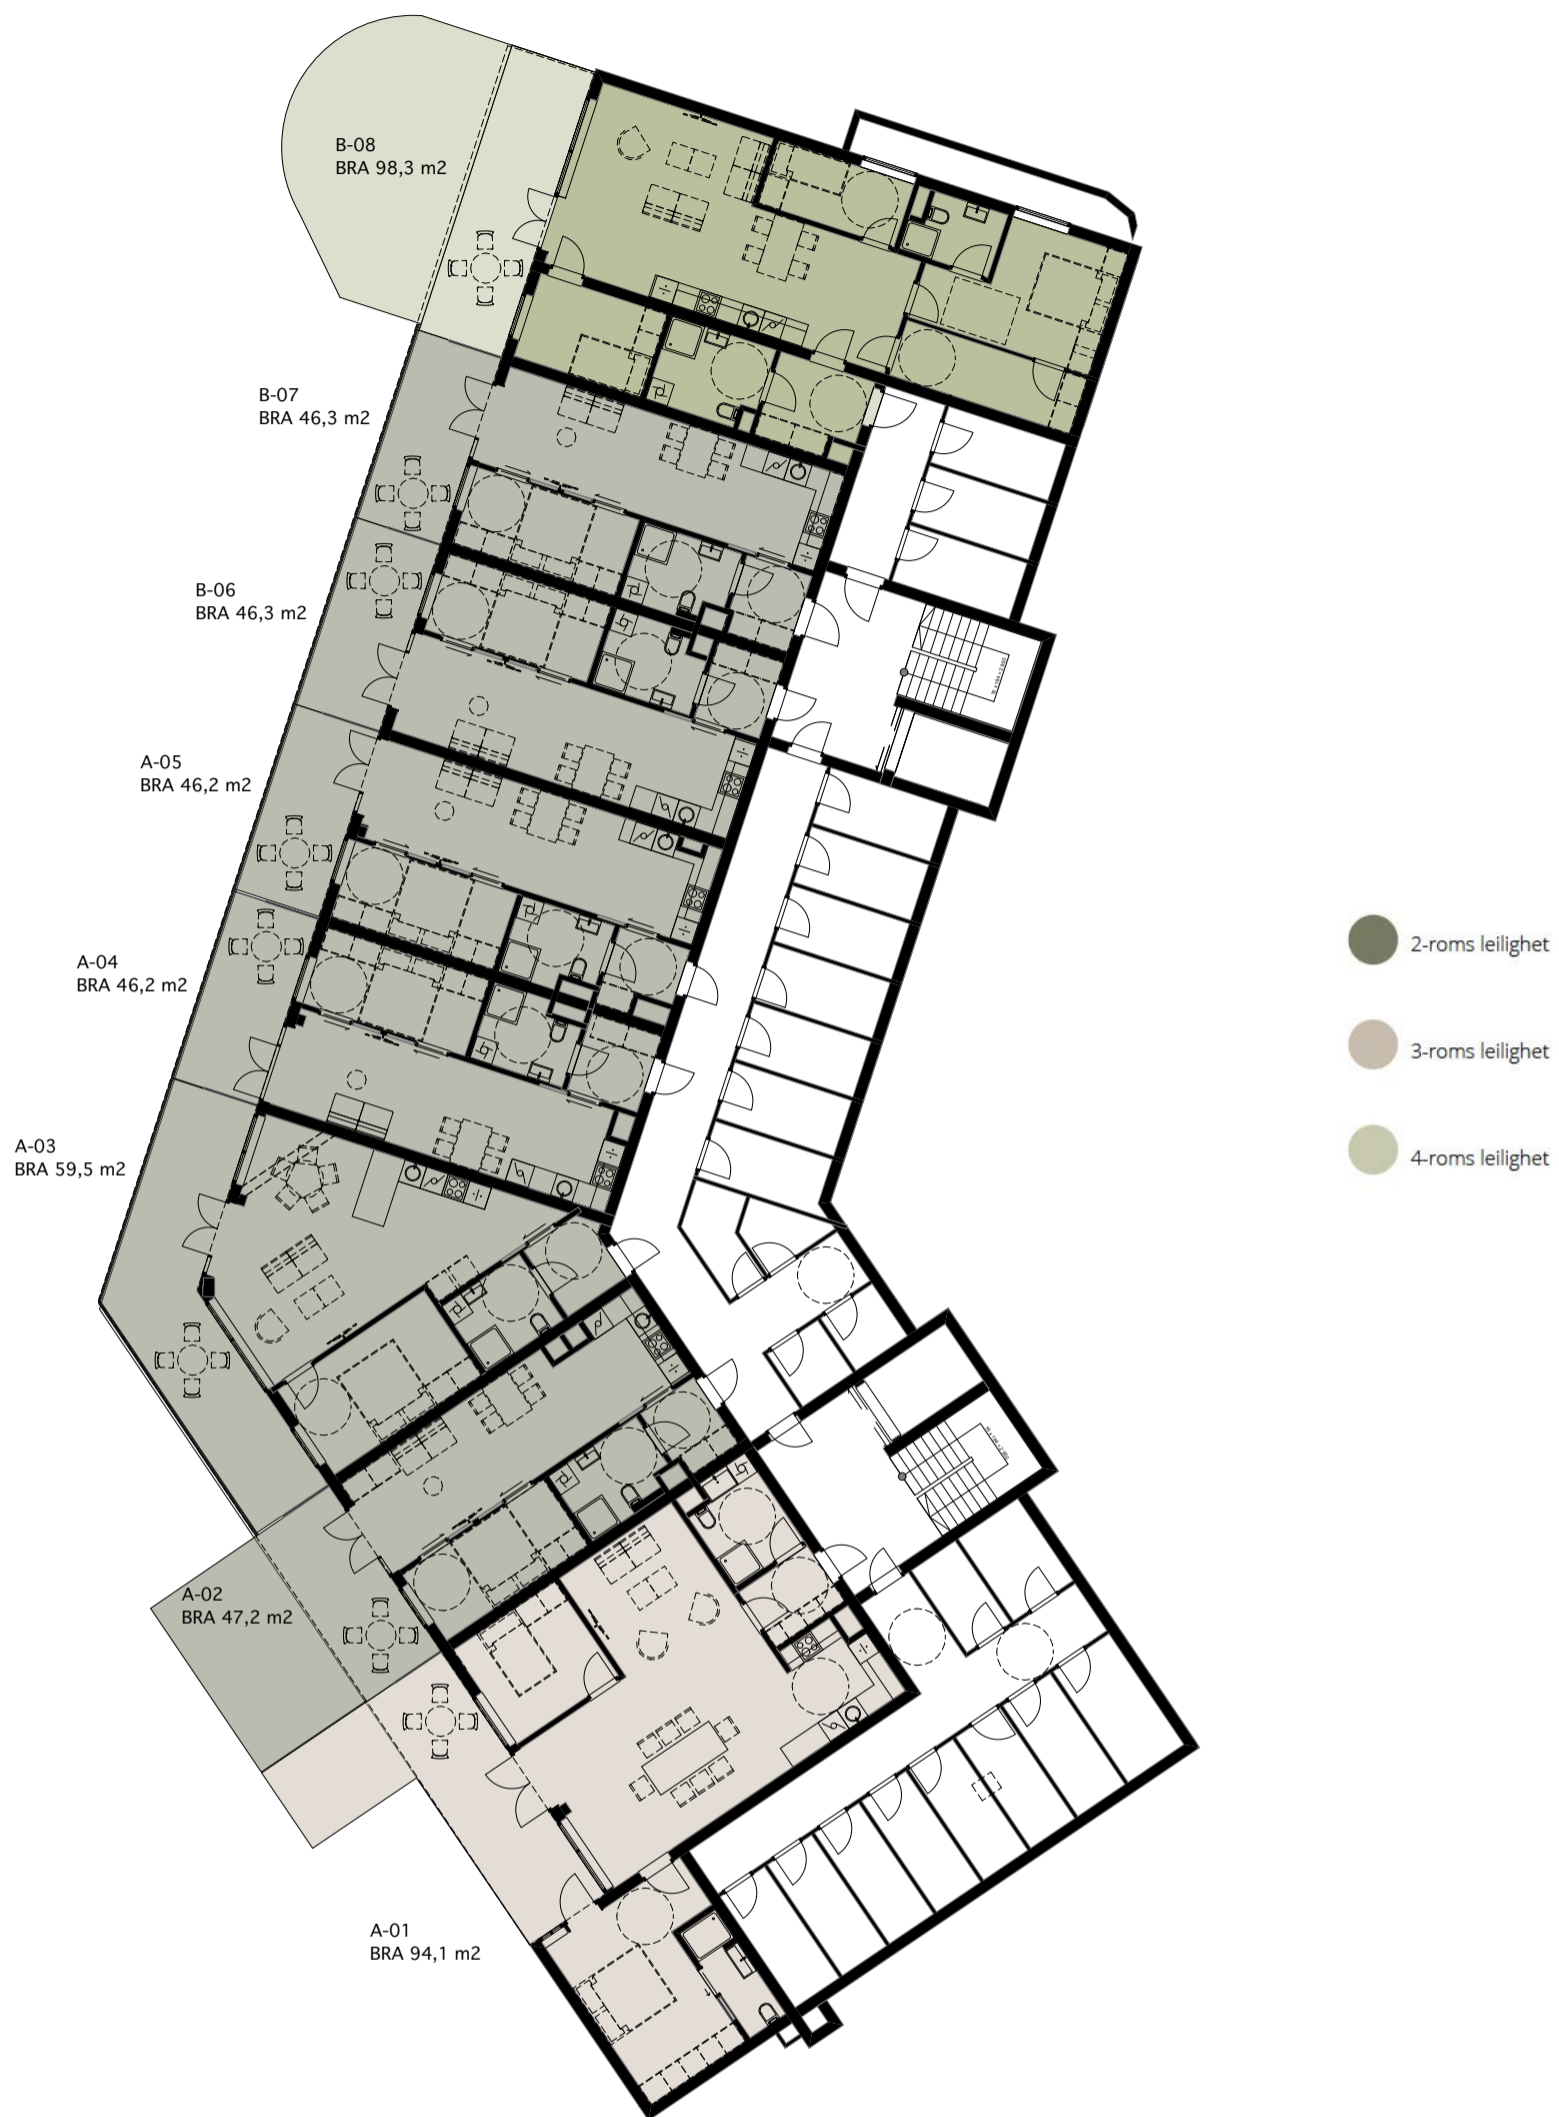 B-08
BRA 98,3 m2
B-07
BRA 46,3 m2
B-06
BRA 46,3 m2
A-05
BRA 46,2 m2
A-04
BRA 46,2 m2
2-roms leilighet
3-roms leilighet
A-03
BRA 59,5 m2
4-roms leilighet
A-02
BRA 47,2 m2
A-01
BRA 94,1 m2